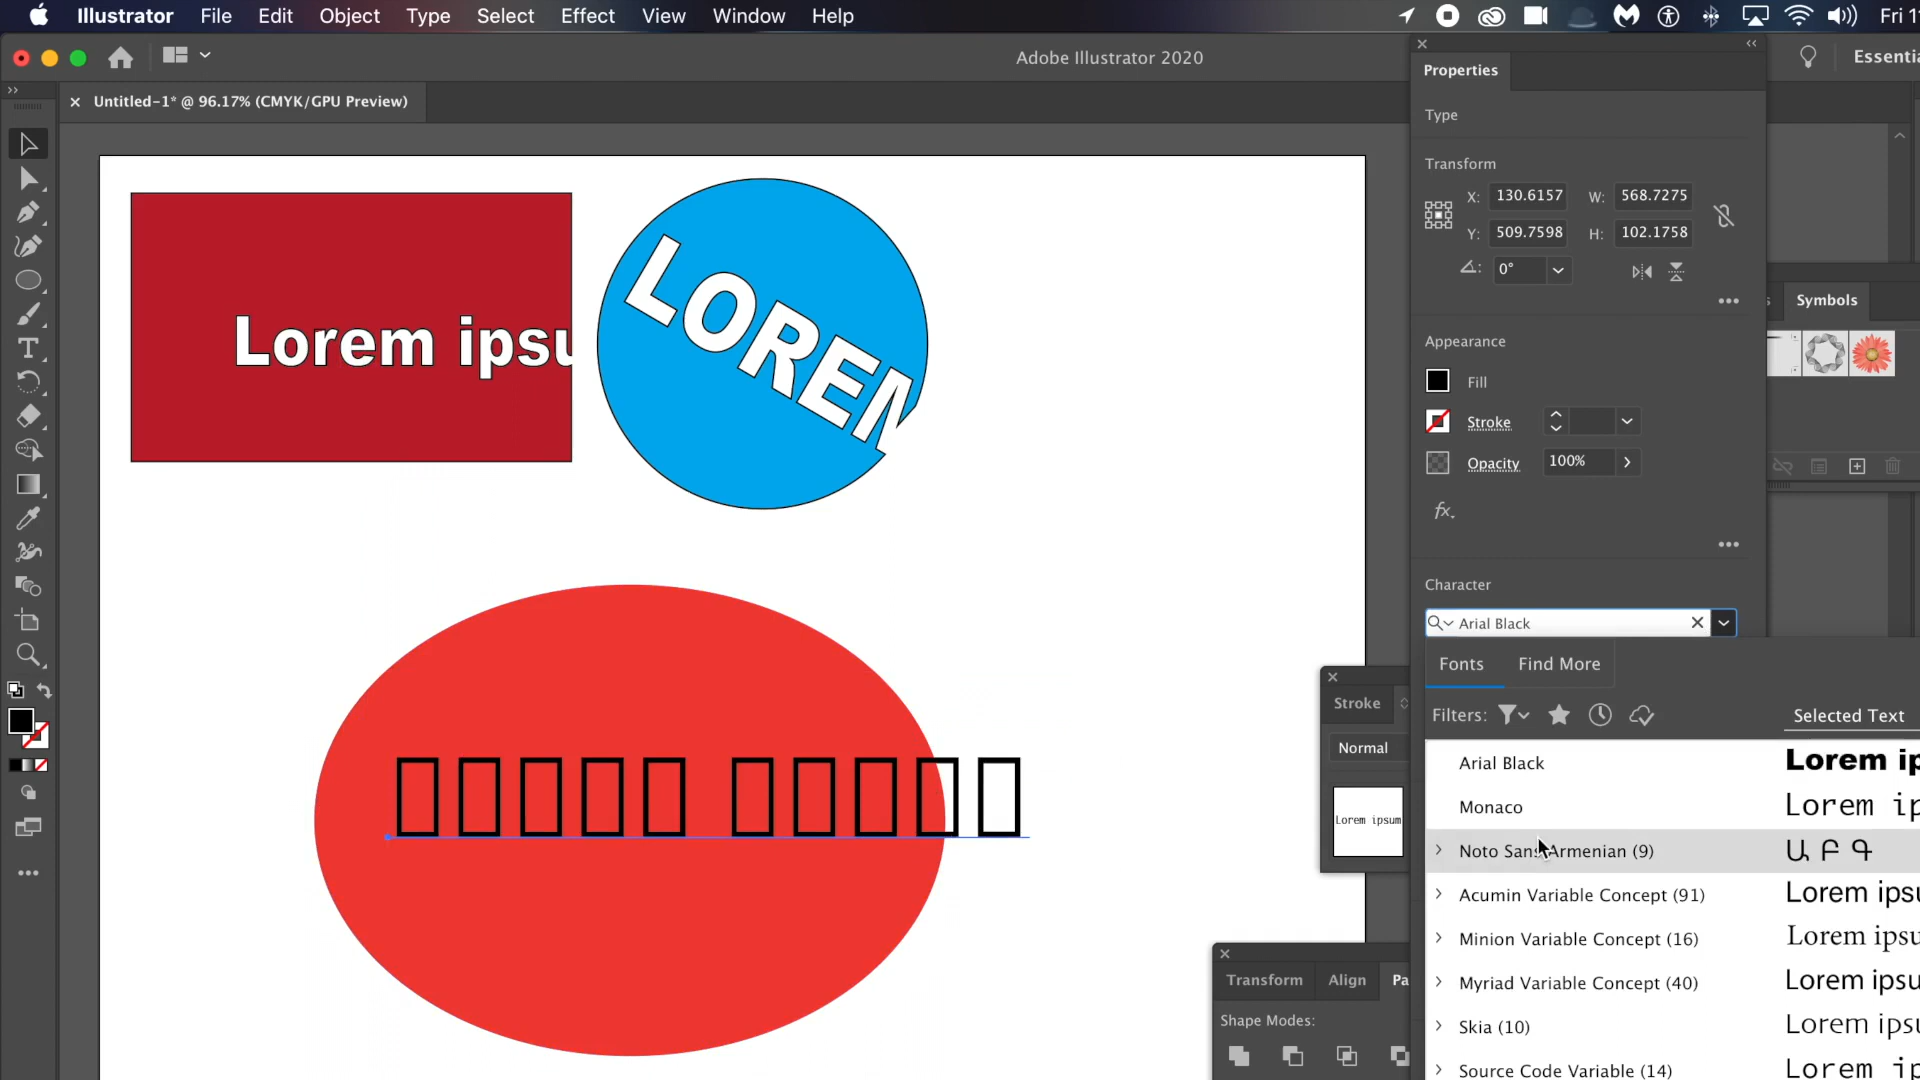 Illustrator File Edit Object Type Select Effect View Window Help
Fri 1
Adobe Illustrator 2020
Essentia
Untitled-1* @ 96.17% (CMYK/GPU Preview)
Properties
Type
Transform
X: 130.6157 W: 568.7275
Y: 509.7598 H: 102.1758
0°
Symbols
Appearance
Fill
Stroke
Opacity 100%
fx.
Character
Arial Black
Fonts Find More
Filters: Selected Text
Arial Black Lorem ip
Monaco Lorem ip
Noto Sans Armenian (9) Ա Բ Գ
Acumin Variable Concept (91) Lorem ipsu
Minion Variable Concept (16) Lorem ipsu
Myriad Variable Concept (40) Lorem ipsu
Skia (10) Lorem ipsu
Source Code Variable (14) Lorem ip
Lorem ipsu
LOREM
Stroke
Normal
Lorem ipsum
Transform Align Pa
Shape Modes: